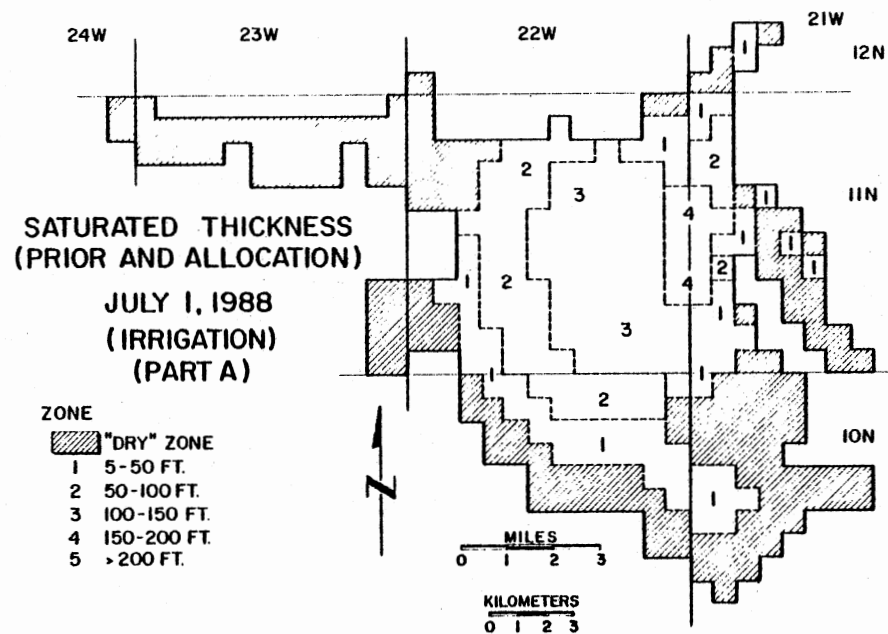 24W 23W 22W 21W
12N
1
1
1
2
2
3
11N
1
4
SATURATED THICKNESS
(PRIOR AND ALLOCATION)
1
1
2
4
2
1
1
JULY 1, 1988
1
(IRRIGATION)
3
(PART A)
1
1
2
ZONE
"DRY" ZONE
10N
1 5-50 FT.
1
2 50-100 FT.
3 100-150 FT.
1
4 150-200 FT.
5 >200 FT.
N
MILES
0 1 2 3
KILOMETERS
0 1 2 3